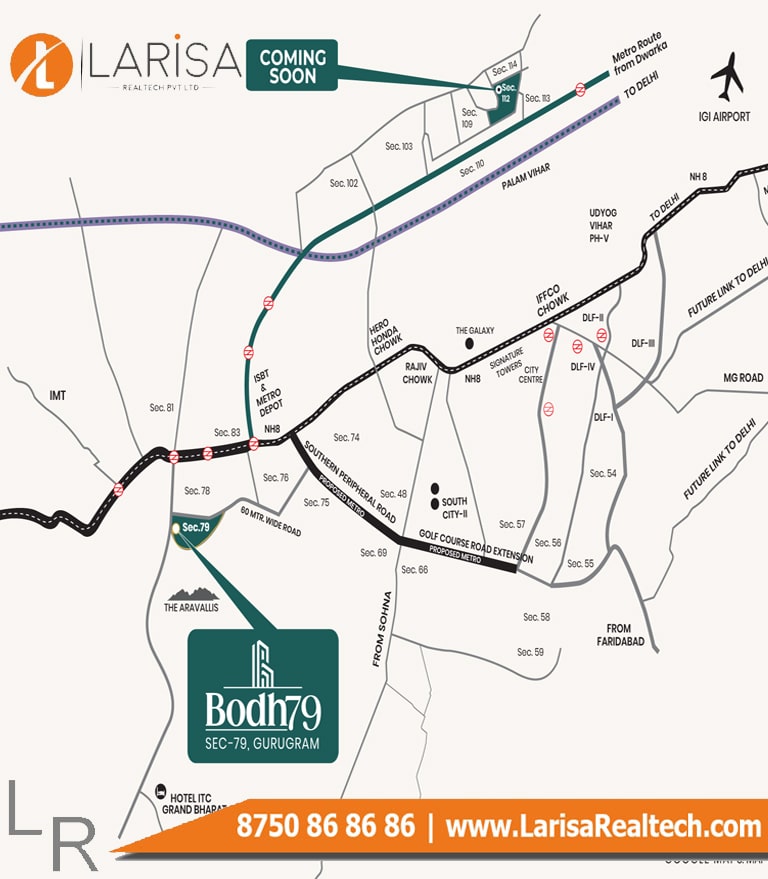 LARISA
REALTECH PVT LTD
COMING
SOON
Metro Route
from Dwarka
TO DELHI
Sec. 114
Sec.
112
Sec. 113
Sec.
109
Sec. 103
Sec. 110
Sec. 102
PALAM VIHAR
IGI AIRPORT
NH 8
TO DELHI
UDYOG
VIHAR
PH-V
FUTURE LINK TO DELHI
IFFCO
CHOWK
DLF-II
DLF-III
HERO
HONDA
CHOWK
THE GALAXY
SIGNATURE
TOWERS
CITY
CENTRE
DLF-IV
RAJIV
CHOWK
NH8
MG ROAD
ISBT
&
METRO
DEPOT
IMT
Sec. 81
Sec. 83
NH8
DLF-I
FUTURE LINK TO DELHI
Sec. 74
SOUTHERN PERIPHERAL ROAD
PROPOSED METRO
Sec. 76
Sec. 78
Sec. 75
Sec. 48
SOUTH
CITY-II
Sec. 54
60 MTR. WIDE ROAD
Sec.79
Sec. 57
GOLF COURSE ROAD EXTENSION
PROPOSED METRO
Sec. 56
Sec. 55
Sec. 69
Sec. 66
THE ARAVALLIS
FROM SOHNA
Sec. 58
Sec. 59
FROM
FARIDABAD
Bodh79
SEC-79, GURUGRAM
HOTEL ITC
GRAND BHARAT
LR
8750 86 86 86 | www.LarisaRealtech.com